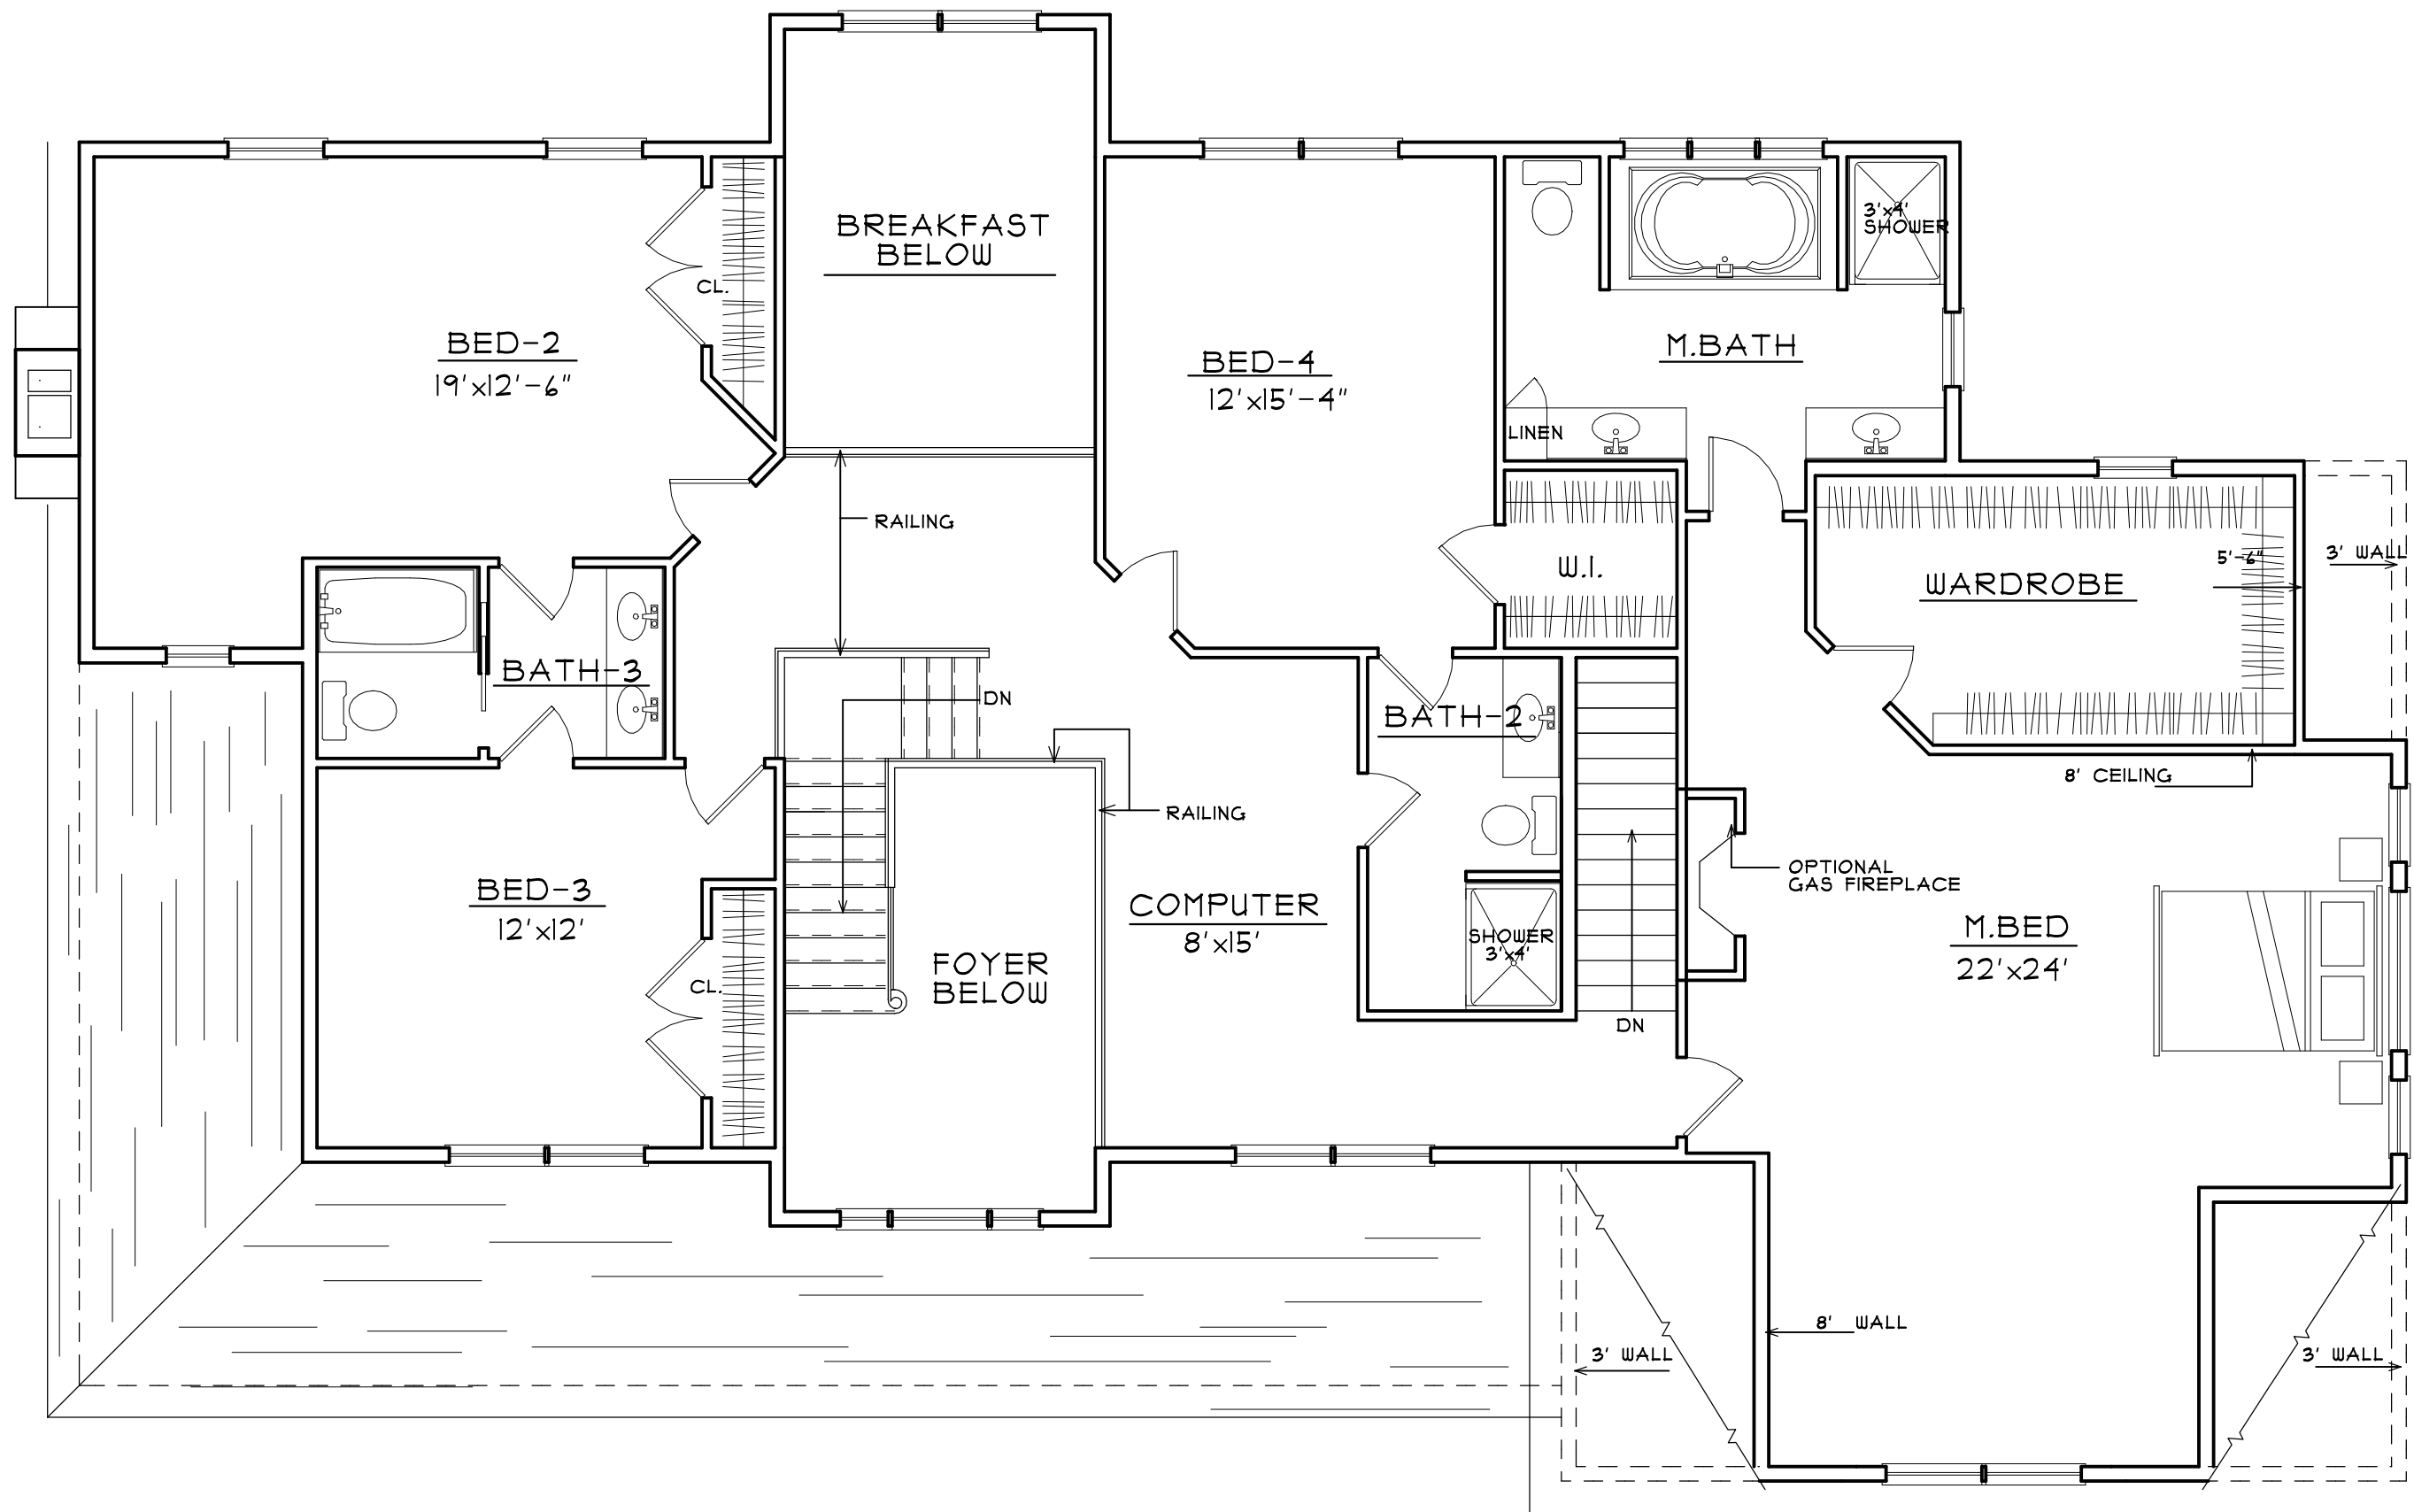 BREAKFAST
BELOW
3'x4'
SHOWER
CL.
BED-2
19'x12'-6"
BED-4
12'x15'-4"
M.BATH
LINEN
RAILING
W.I.
WARDROBE
5'-6"
3' WALL
BATH-3
DN
BATH-2
8' CEILING
RAILING
OPTIONAL
GAS FIREPLACE
BED-3
12'x12'
COMPUTER
8'x15'
SHOWER
3'x4'
M.BED
22'x24'
FOYER
BELOW
CL.
DN
8' WALL
3' WALL
3' WALL